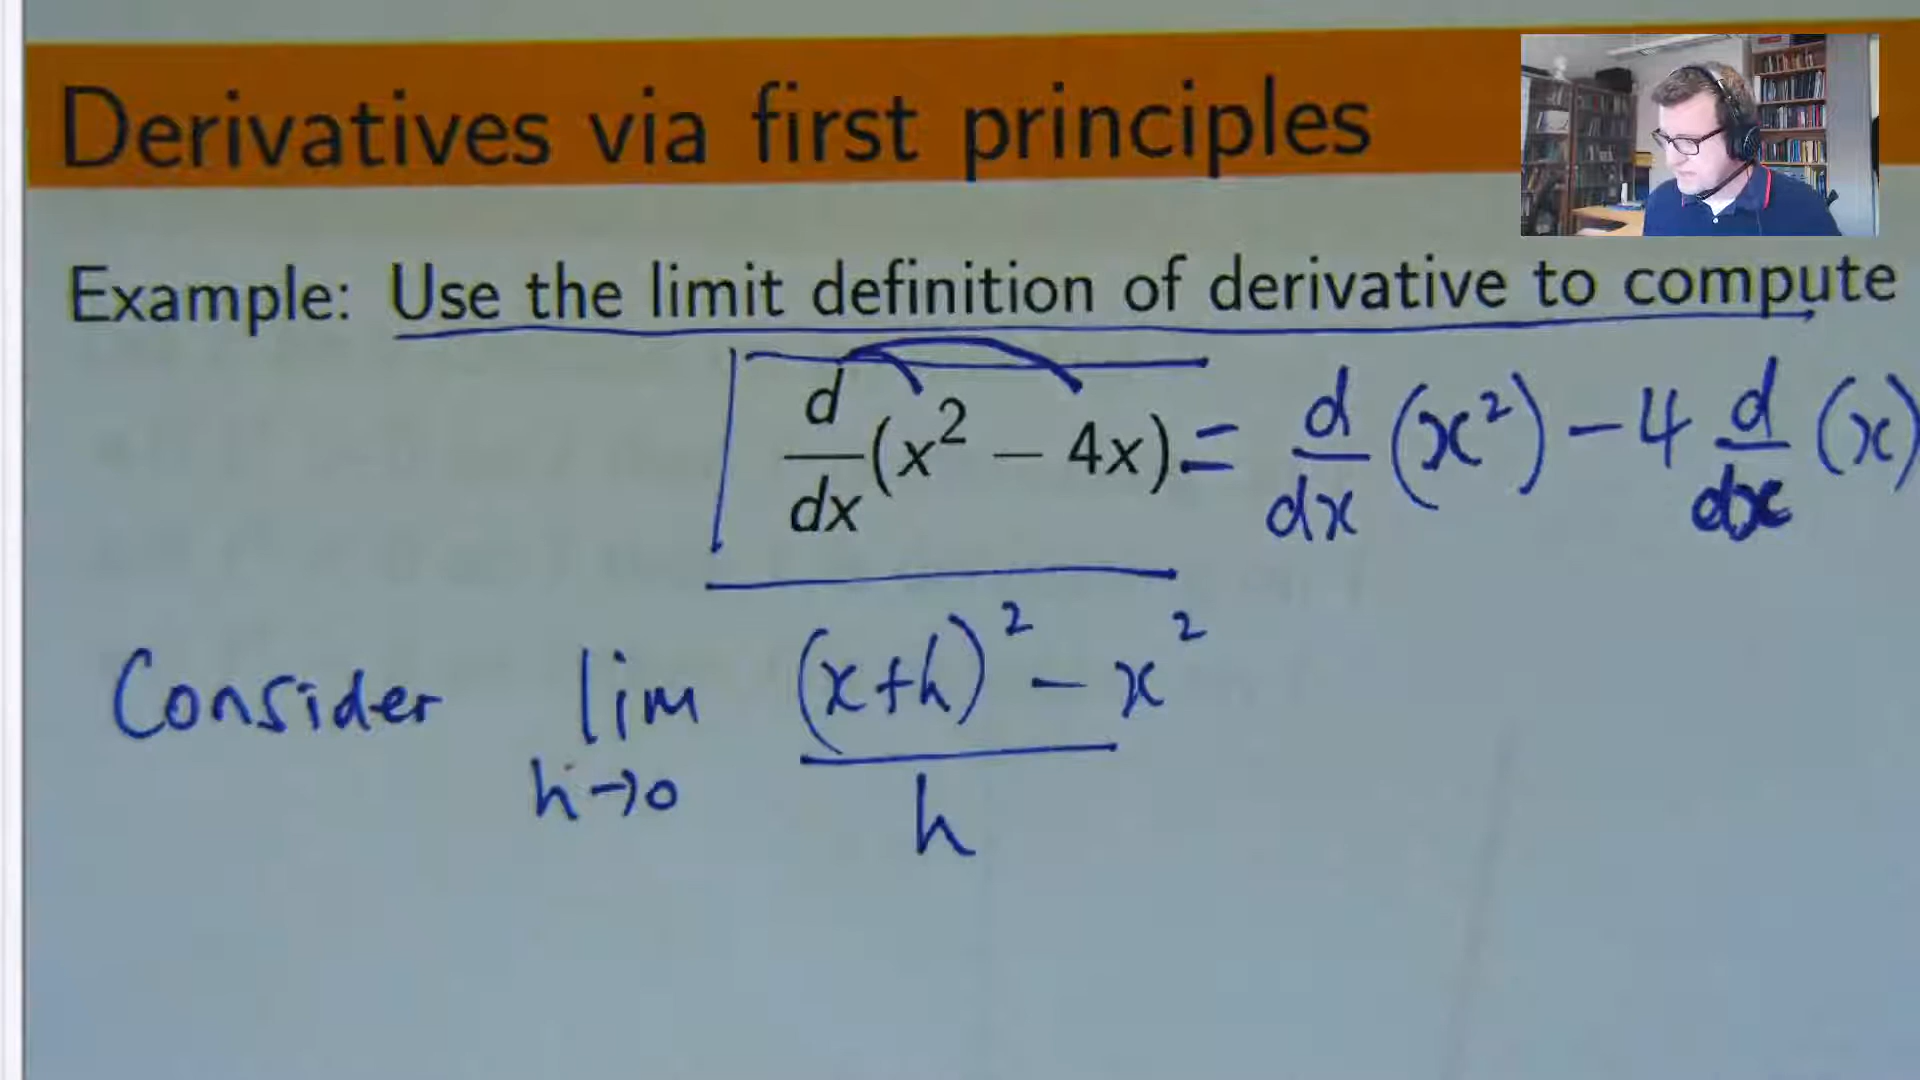 Derivatives via first principles
Example: Use the limit definition of derivative to compute
d/dx (x² − 4x) = d/dx (x²) − 4 d/dx (x)
Consider lim h→0 ((x+h)² − x²)/h